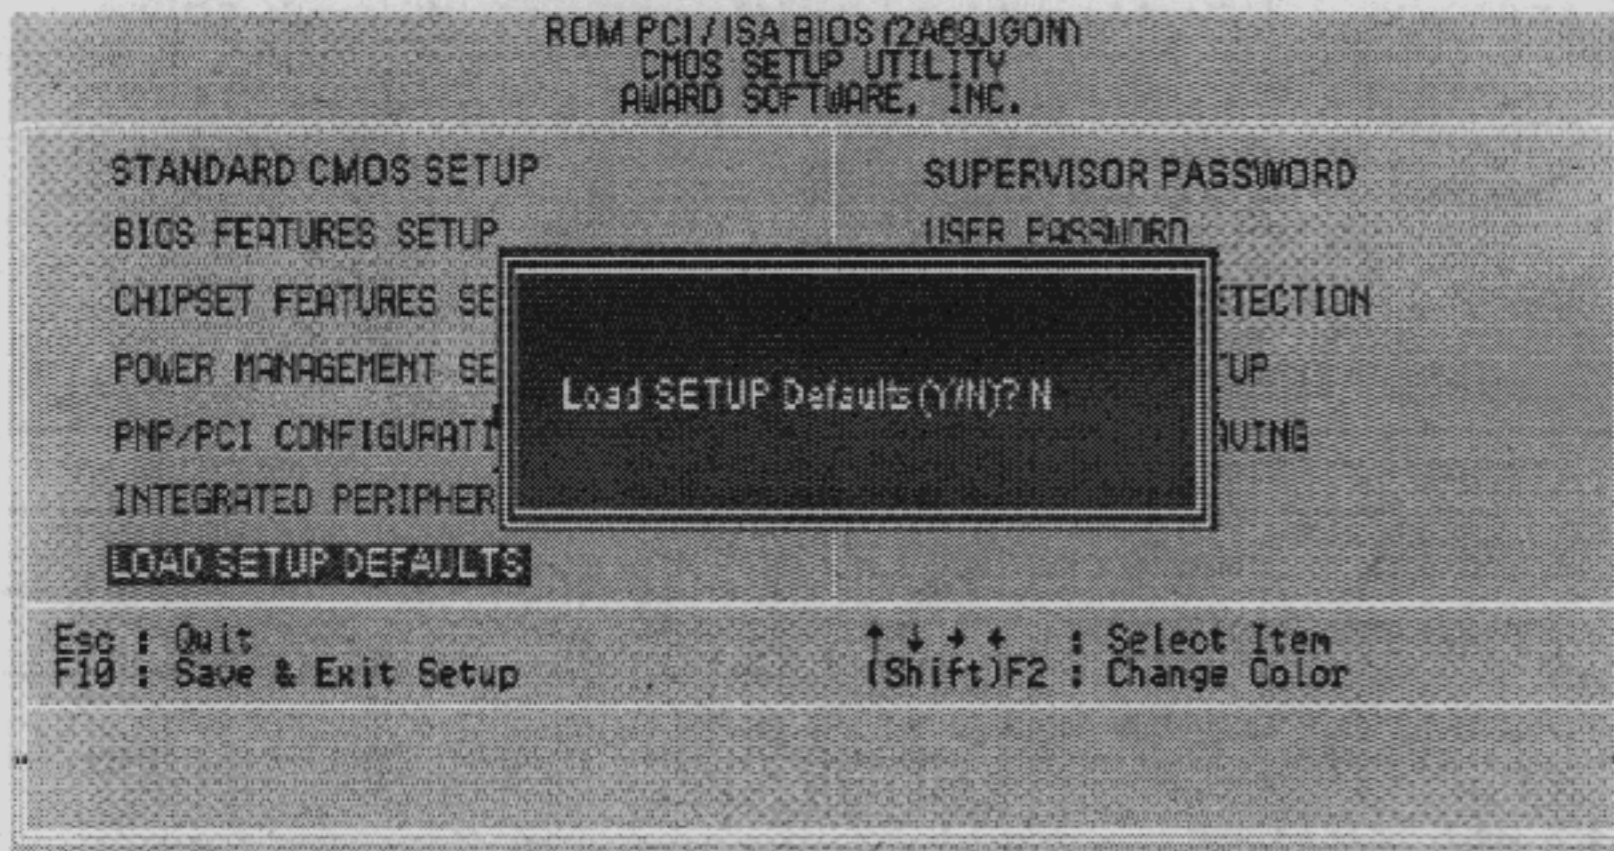 ROM PCI / ISA BIOS (2A69JGON)
CMOS SETUP UTILITY
AWARD SOFTWARE, INC.
STANDARD CMOS SETUP
BIOS FEATURES SETUP
CHIPSET FEATURES SE
POWER MANAGEMENT SE
PNP/PCI CONFIGURATI
INTEGRATED PERIPHER
LOAD SETUP DEFAULTS
SUPERVISOR PASSWORD
USER PASSWORD
ETECTION
TUP
AVING
Load SETUP Defaults (Y/N)? N
Esc : Quit
F10 : Save & Exit Setup
↑ ↓ → ← : Select Item
(Shift)F2 : Change Color